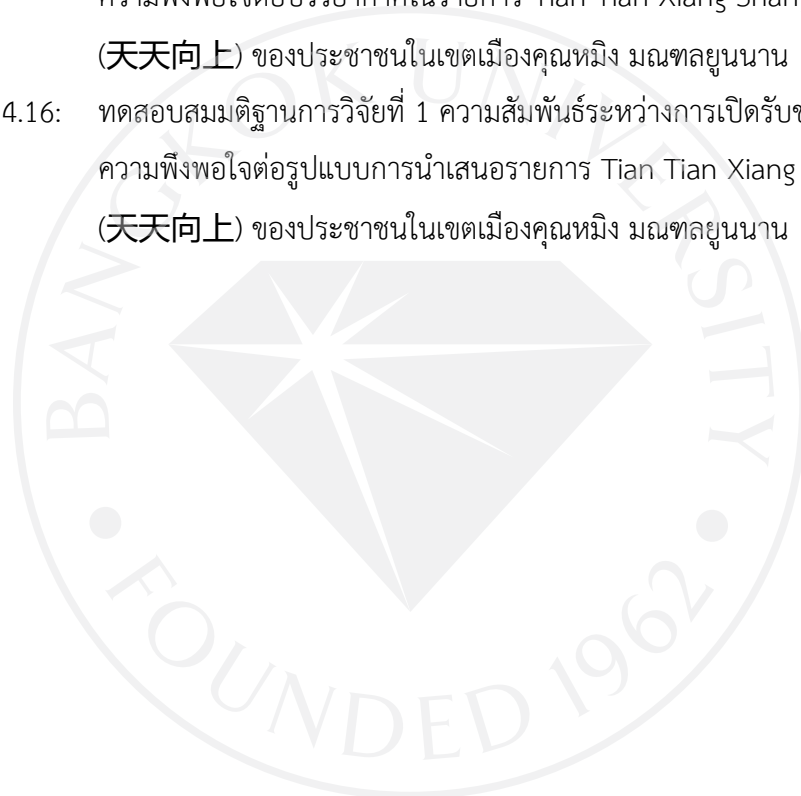 (天天向上) ของประชาชนในเขตเมืองคุณหมิง มณฑลยูนนาน
4.16: ทดสอบสมมติฐานการวิจัยที่ 1 ความสัมพันธ์ระหว่างการเปิดรับ
ความพึงพอใจต่อรูปแบบการนำเสนอรายการ Tian Tian Xiang
(天天向上) ของประชาชนในเขตเมืองคุณหมิง มณฑลยูนนาน
BANGKOK UNIVERSITY
FOUNDED 1962